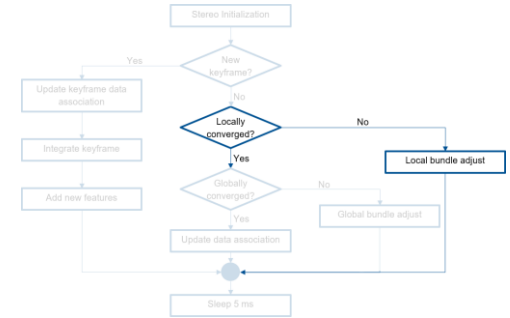 Stereo Initialization
New
keyframe?
Yes
No
Update keyframe data
association
Integrate keyframe
Add new features
Locally
converged?
No
Yes
Local bundle adjust
Globally
converged?
No
Yes
Global bundle adjust
Update data association
Sleep 5 ms